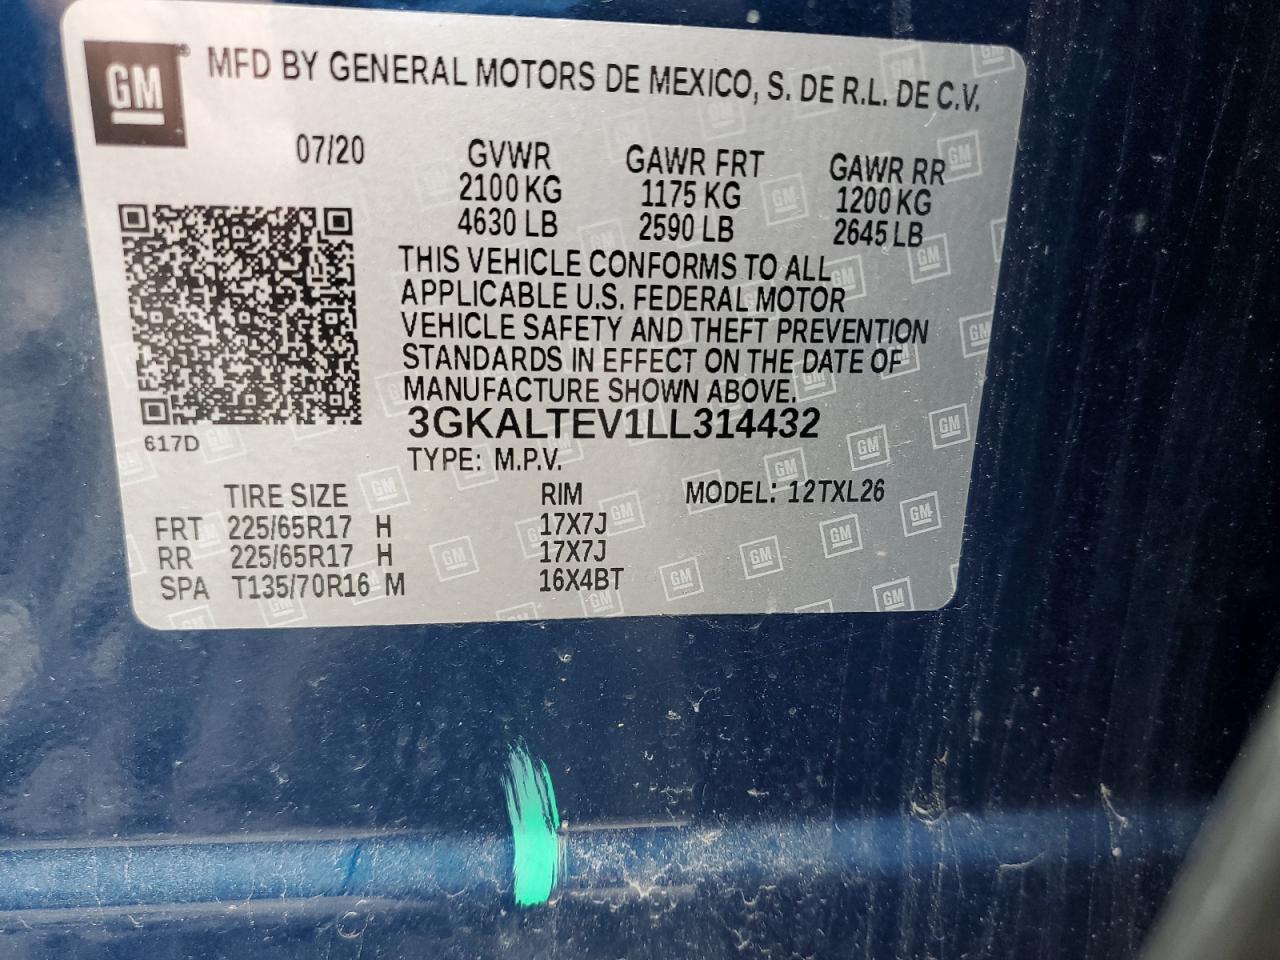 GM® MFD BY GENERAL MOTORS DE MEXICO, S. DE R.L. DE C.V.
07/20 GVWR GAWR FRT GAWR RR
2100 KG 1175 KG 1200 KG
4630 LB 2590 LB 2645 LB
THIS VEHICLE CONFORMS TO ALL
APPLICABLE U.S. FEDERAL MOTOR
VEHICLE SAFETY AND THEFT PREVENTION
STANDARDS IN EFFECT ON THE DATE OF
MANUFACTURE SHOWN ABOVE.
3GKALTEV1LL314432
617D
TYPE: M.P.V.
TIRE SIZE RIM MODEL: 12TXL26
FRT 225/65R17 H 17X7J
RR 225/65R17 H 17X7J
SPA T135/70R16 M 16X4BT